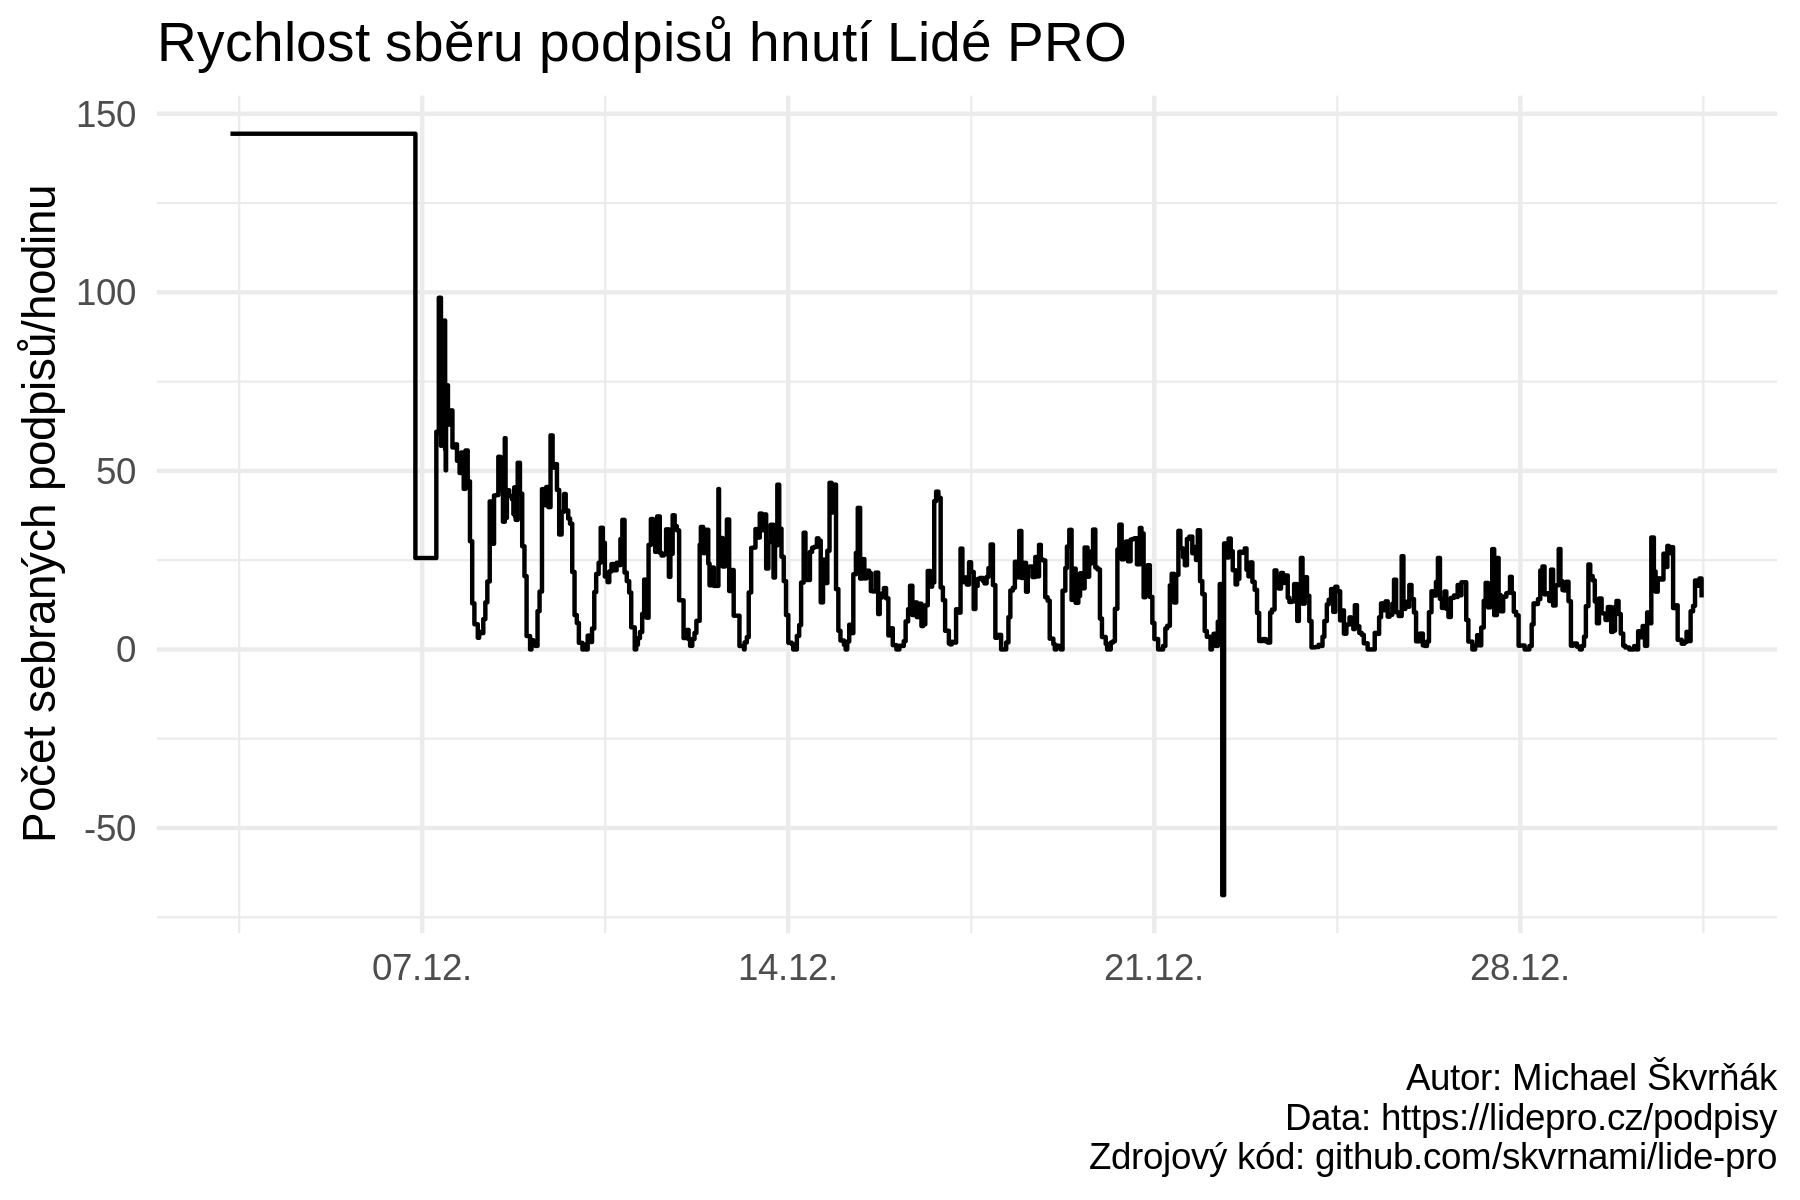 Rychlost sběru podpisů hnutí Lidé PRO
Počet sebraných podpisů/hodinu
150
100
50
0
-50
07.12.
14.12.
21.12.
28.12.
Autor: Michael Škvrňák
Data: https://lidepro.cz/podpisy
Zdrojový kód: github.com/skvrnami/lide-pro